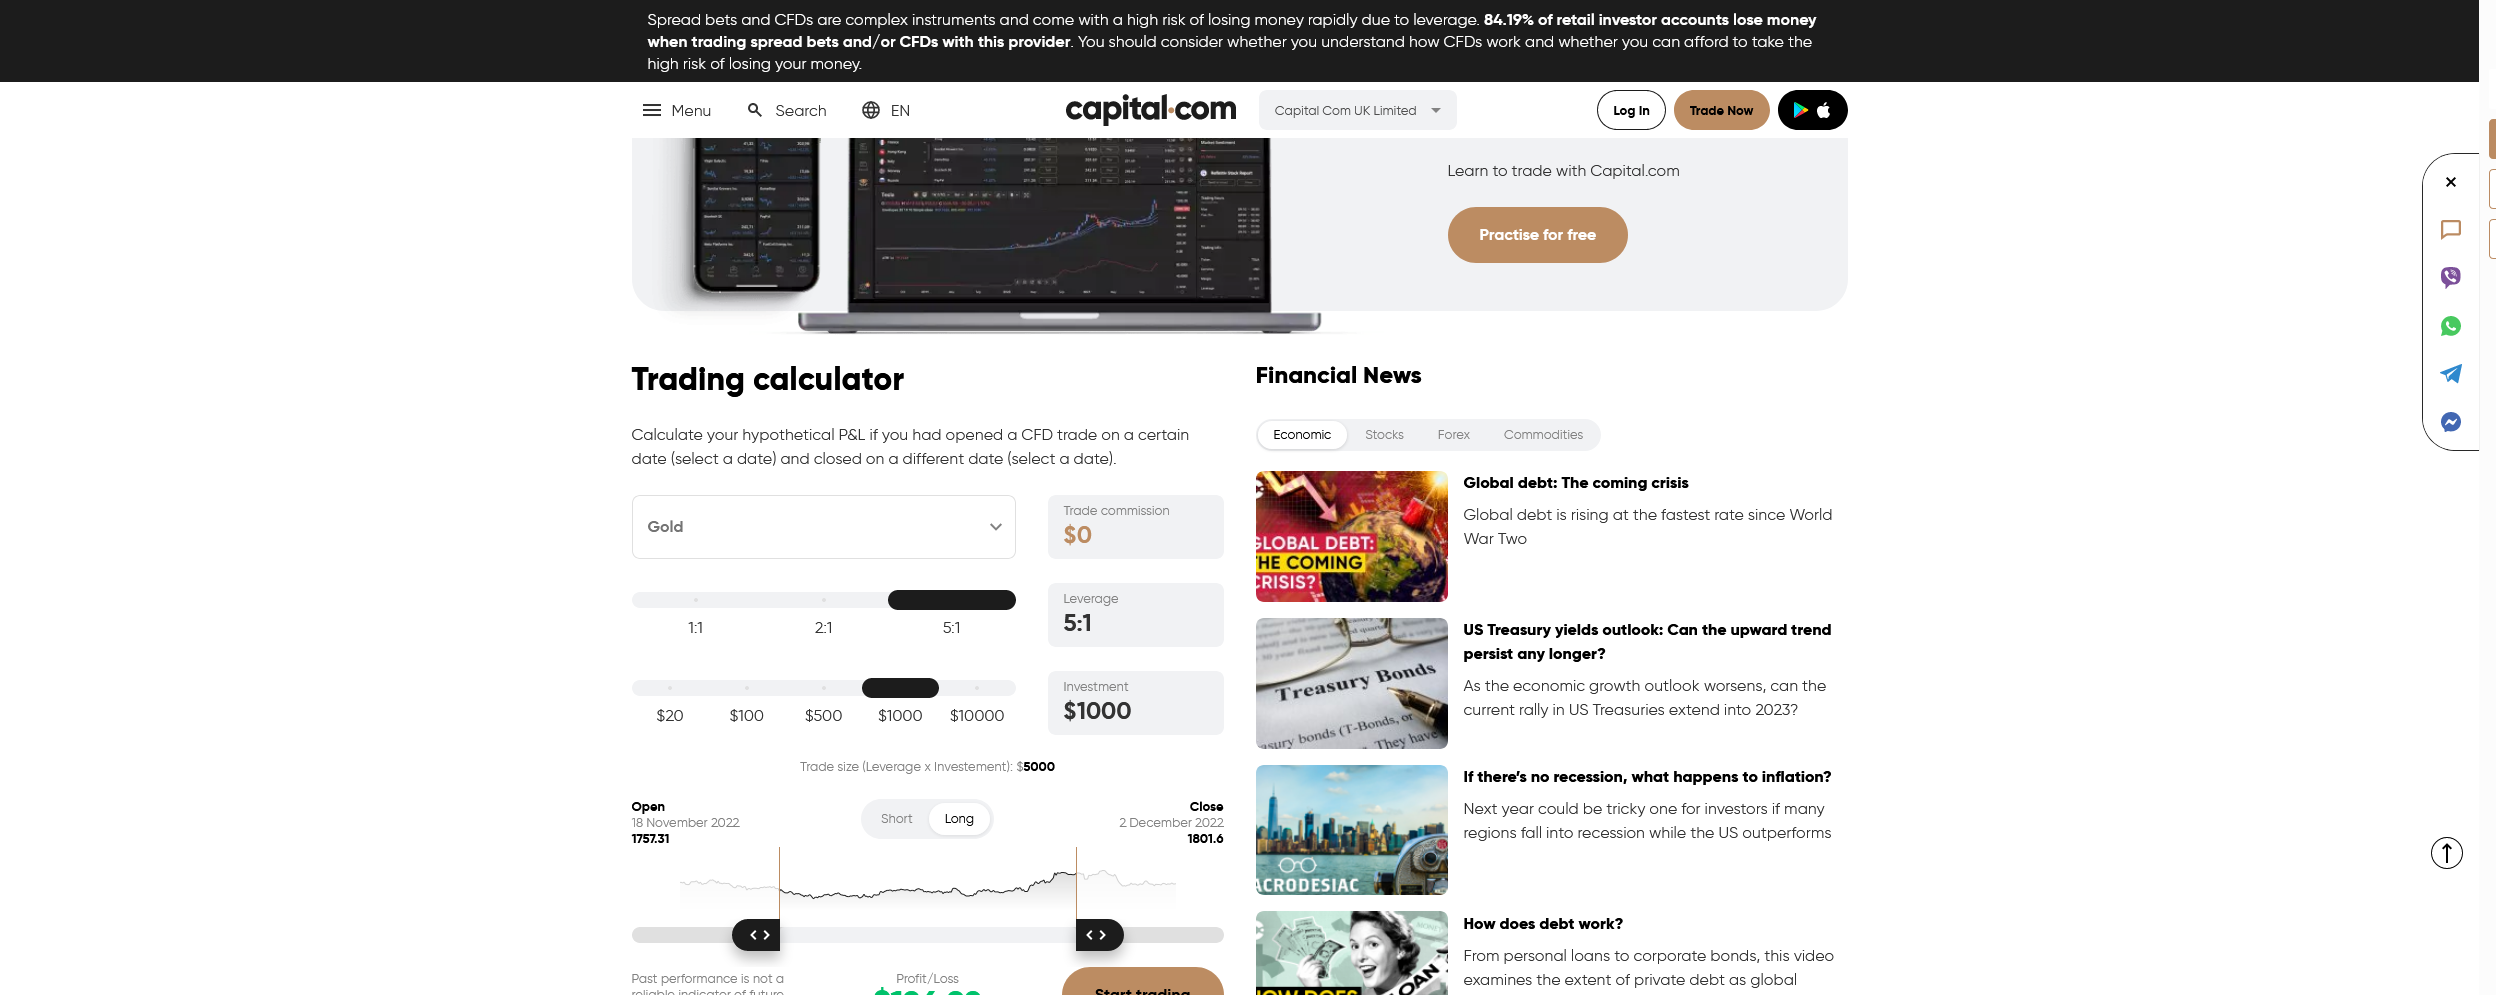 Spread bets and CFDs are complex instruments and come with a high risk of losing money rapidly due to leverage. 84.19% of retail investor accounts lose money
when trading spread bets and/or CFDs with this provider. You should consider whether you understand how CFDs work and whether you can afford to take the
high risk of losing your money.
Menu Search EN capital.com Capital Com UK Limited Log In Trade Now
Learn to trade with Capital.com
Practise for free
Trading calculator
Calculate your hypothetical P&L if you had opened a CFD trade on a certain
date (select a date) and closed on a different date (select a date).
Gold
Trade commission
$0
1:1 2:1 5:1
Leverage
5:1
$20 $100 $500 $1000 $10000
Investment
$1000
Trade size (Leverage x Investement): $5000
Open
18 November 2022
1757.31
Short Long
Close
2 December 2022
1801.6
Past performance is not a
reliable indicator of future
Profit/Loss
Start trading
Financial News
Economic Stocks Forex Commodities
GLOBAL DEBT:
THE COMING
CRISIS?
Global debt: The coming crisis
Global debt is rising at the fastest rate since World
War Two
Treasury Bonds
US Treasury yields outlook: Can the upward trend
persist any longer?
As the economic growth outlook worsens, can the
current rally in US Treasuries extend into 2023?
ACRODESIAC
If there's no recession, what happens to inflation?
Next year could be tricky one for investors if many
regions fall into recession while the US outperforms
LOAN
HOW DOES
How does debt work?
From personal loans to corporate bonds, this video
examines the extent of private debt as global